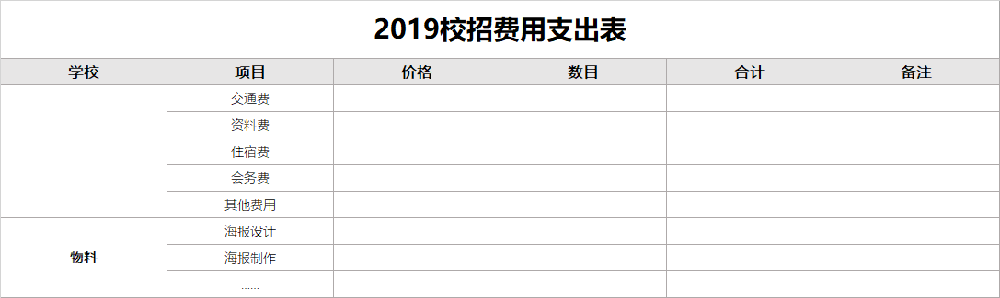 2019校招费用支出表
学校 项目 价格 数目 合计 备注
交通费
资料费
住宿费
会务费
其他费用
海报设计
物料 海报制作
......